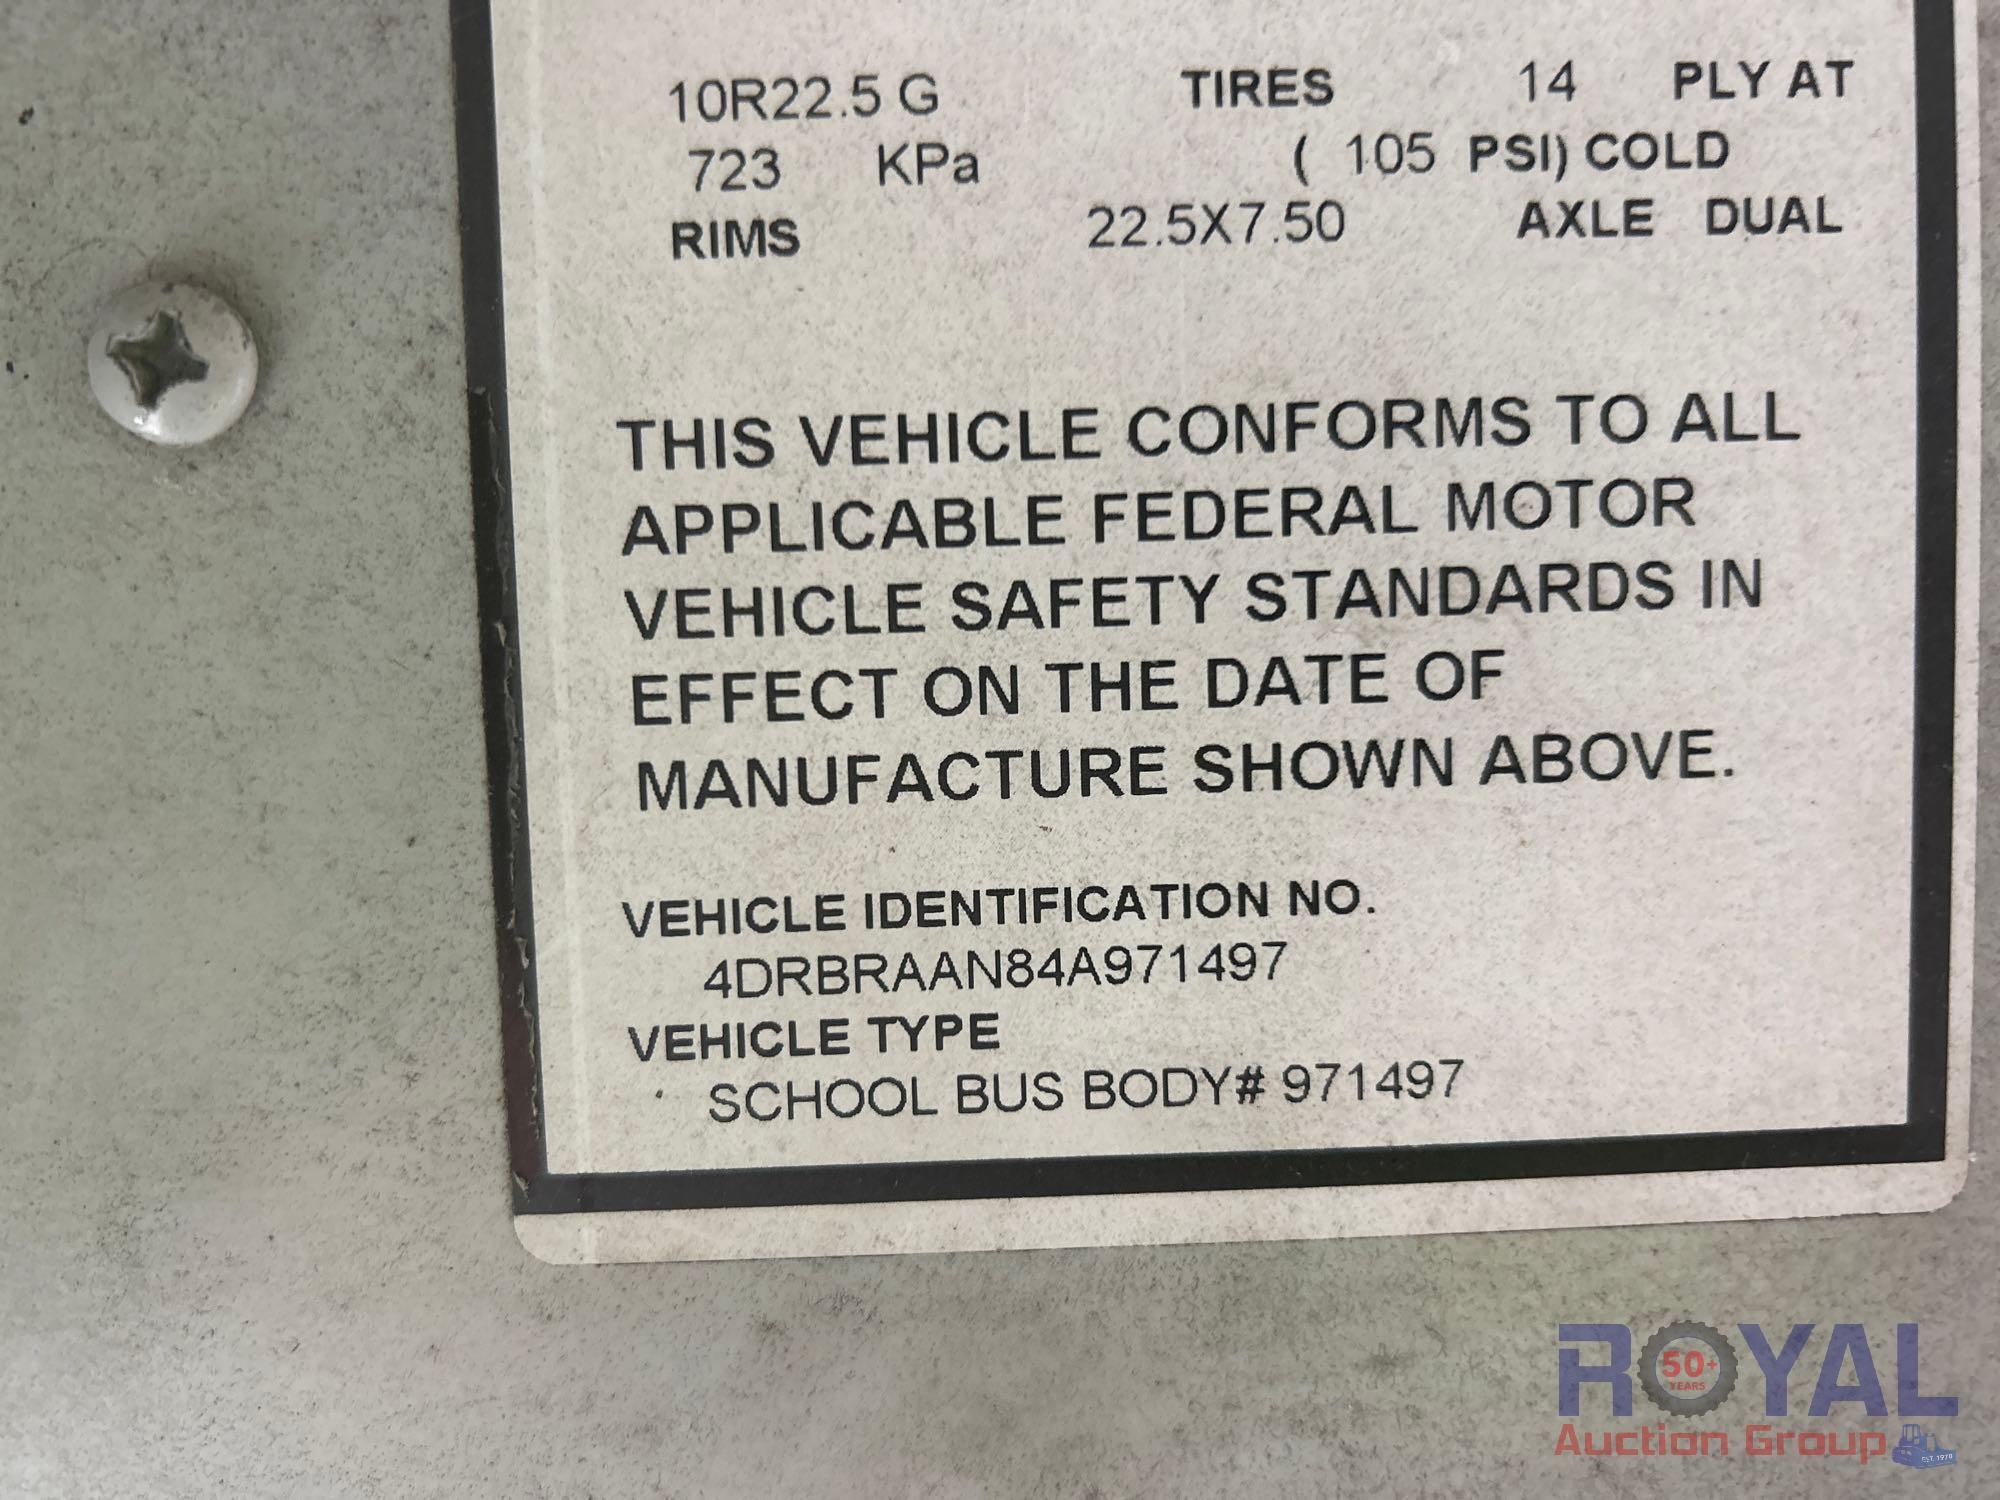 10R22.5 G TIRES 14 PLY AT
723 KPa ( 105 PSI) COLD
RIMS 22.5X7.50 AXLE DUAL
THIS VEHICLE CONFORMS TO ALL
APPLICABLE FEDERAL MOTOR
VEHICLE SAFETY STANDARDS IN
EFFECT ON THE DATE OF
MANUFACTURE SHOWN ABOVE.
VEHICLE IDENTIFICATION NO.
4DRBRAAN84A971497
VEHICLE TYPE
SCHOOL BUS BODY# 971497
ROYAL
50+
YEARS
Auction Group
EST. 1970